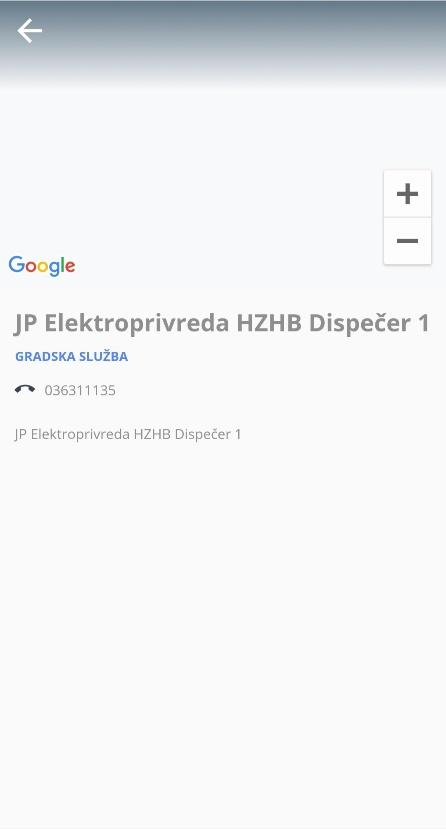 Google
JP Elektroprivreda HZHB Dispečer 1
GRADSKA SLUŽBA
036311135
JP Elektroprivreda HZHB Dispečer 1